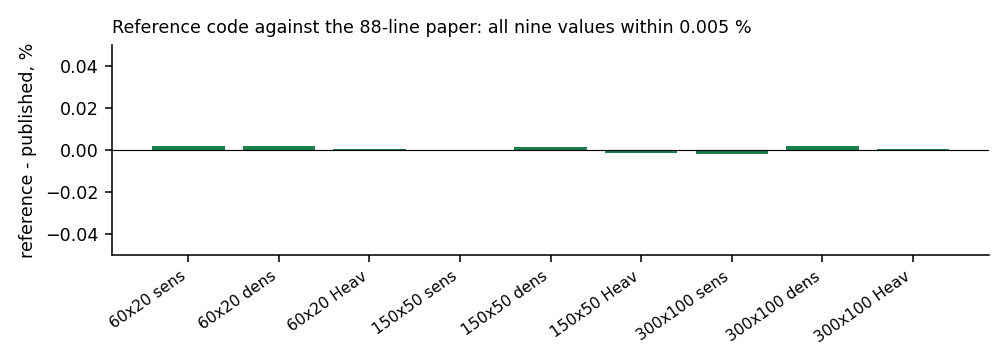 Reference code against the 88-line paper: all nine values within 0.005 %
reference - published, %
0.04
0.02
0.00
−0.02
−0.04
60x20 sens
60x20 dens
60x20 Heav
150x50 sens
150x50 dens
150x50 Heav
300x100 sens
300x100 dens
300x100 Heav